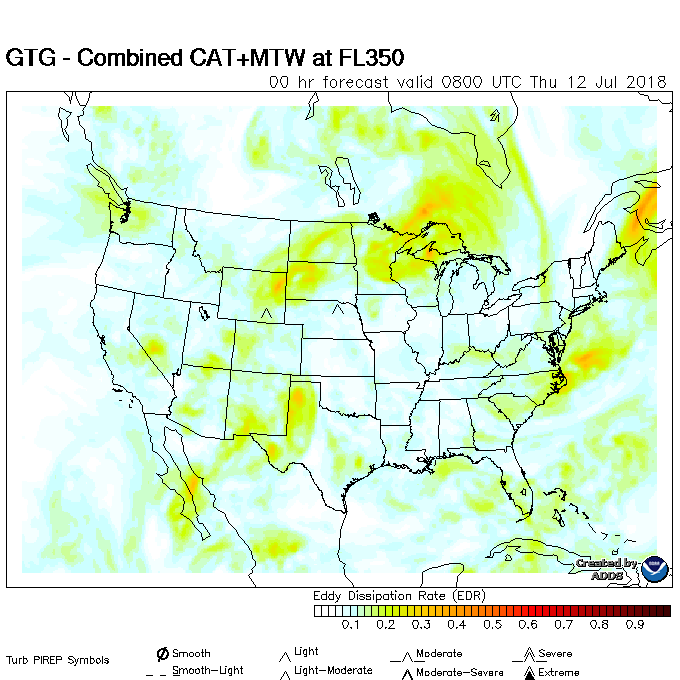 GTG - Combined CAT+MTW at FL350
00 hr forecast valid 0800 UTC Thu 12 Jul 2018
Created by
ADDS
Eddy Dissipation Rate (EDR)
0.1 0.2 0.3 0.4 0.5 0.6 0.7 0.8 0.9
Turb PIREP Symbols
Smooth Light Moderate Severe
Smooth-Light Light-Moderate Moderate-Severe Extreme